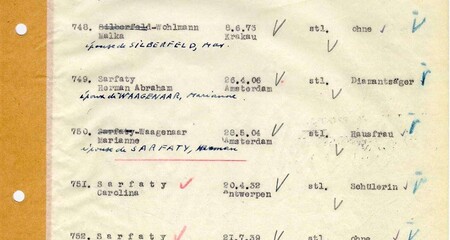 748. Silberfeld-Wohlmann 8.6.73 stl. ohne
Malka Krakau
épouse de SILBERFELD, Max.
749. Sarfaty 26.4.06 stl. Diamantsäger
Herman Abraham Amsterdam
époux de WAAGENAAR, Marianne
750. Sarfaty-Waagenaar 29.5.04 stl. Hausfrau
Marianne Amsterdam
épouse de SARFATY, Herman
751. Sarfaty 20.4.32 stl. Schülerin
Carolina Antwerpen
752. Sarfaty 21.7.39 stl. ohne